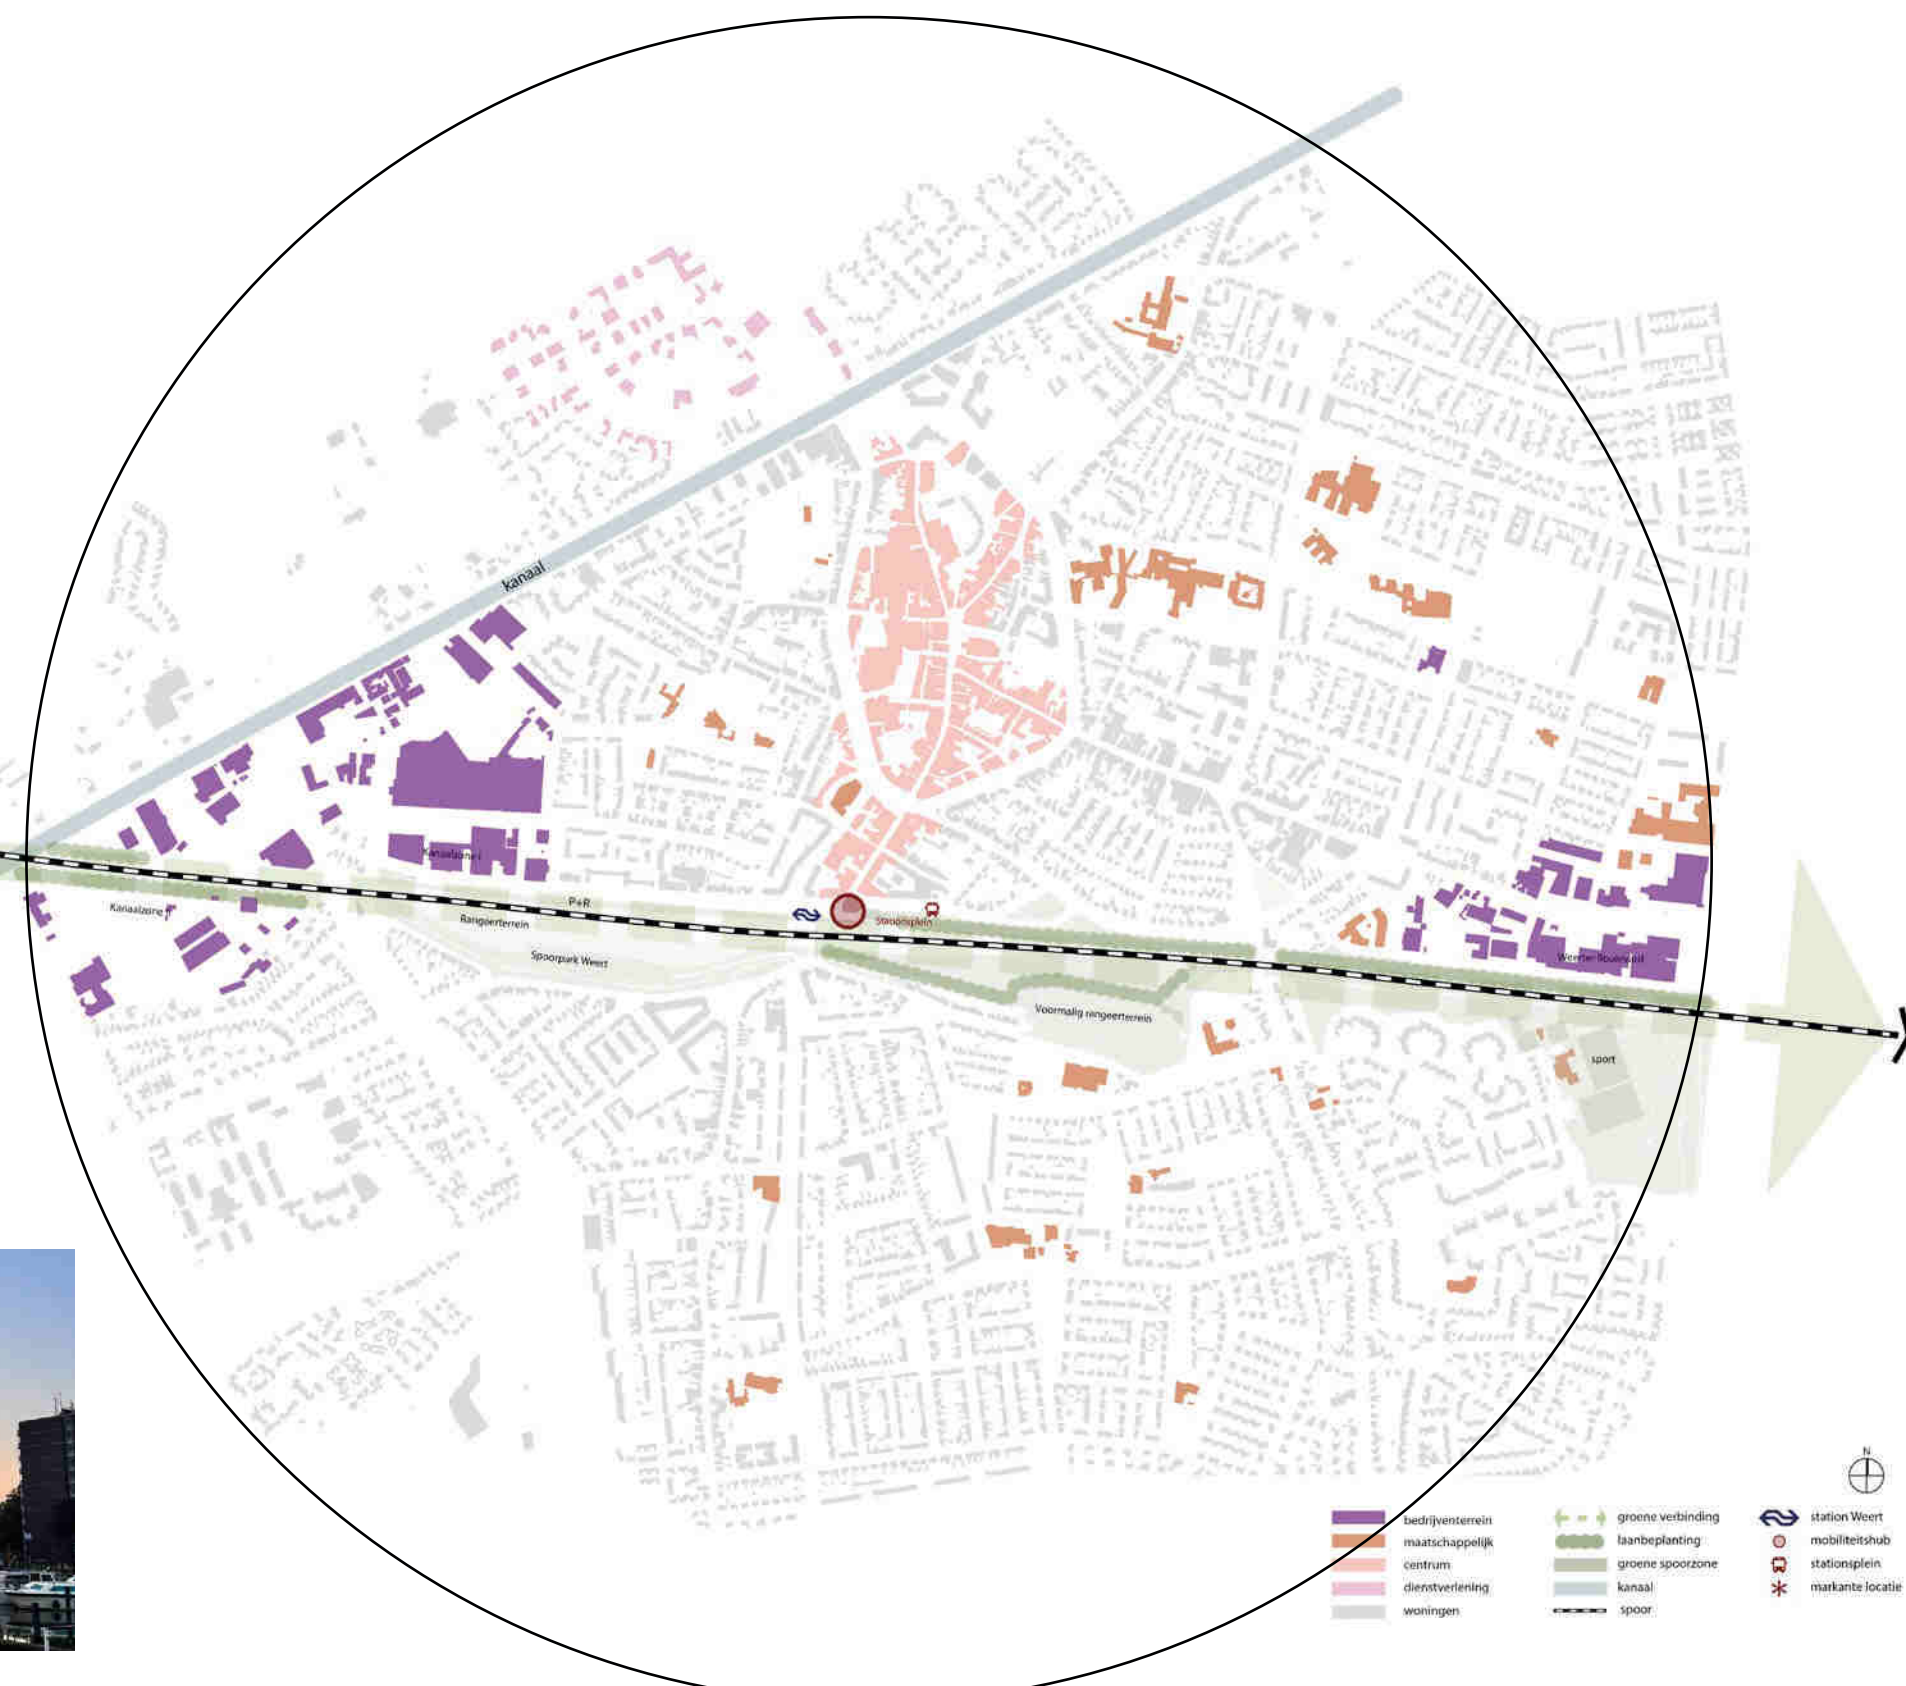 kanaal
Kanaalzone I
P+R
Kanaalzone II
Rangeerterrein
Stationsplein
Spoorpark Weert
Weerter Boulevard
Voormalig rangeerterrein
sport
N
bedrijventerrein
maatschappelijk
centrum
dienstverlening
woningen
groene verbinding
laanbeplanting
groene spoorzone
kanaal
spoor
station Weert
mobiliteitshub
stationsplein
markante locatie